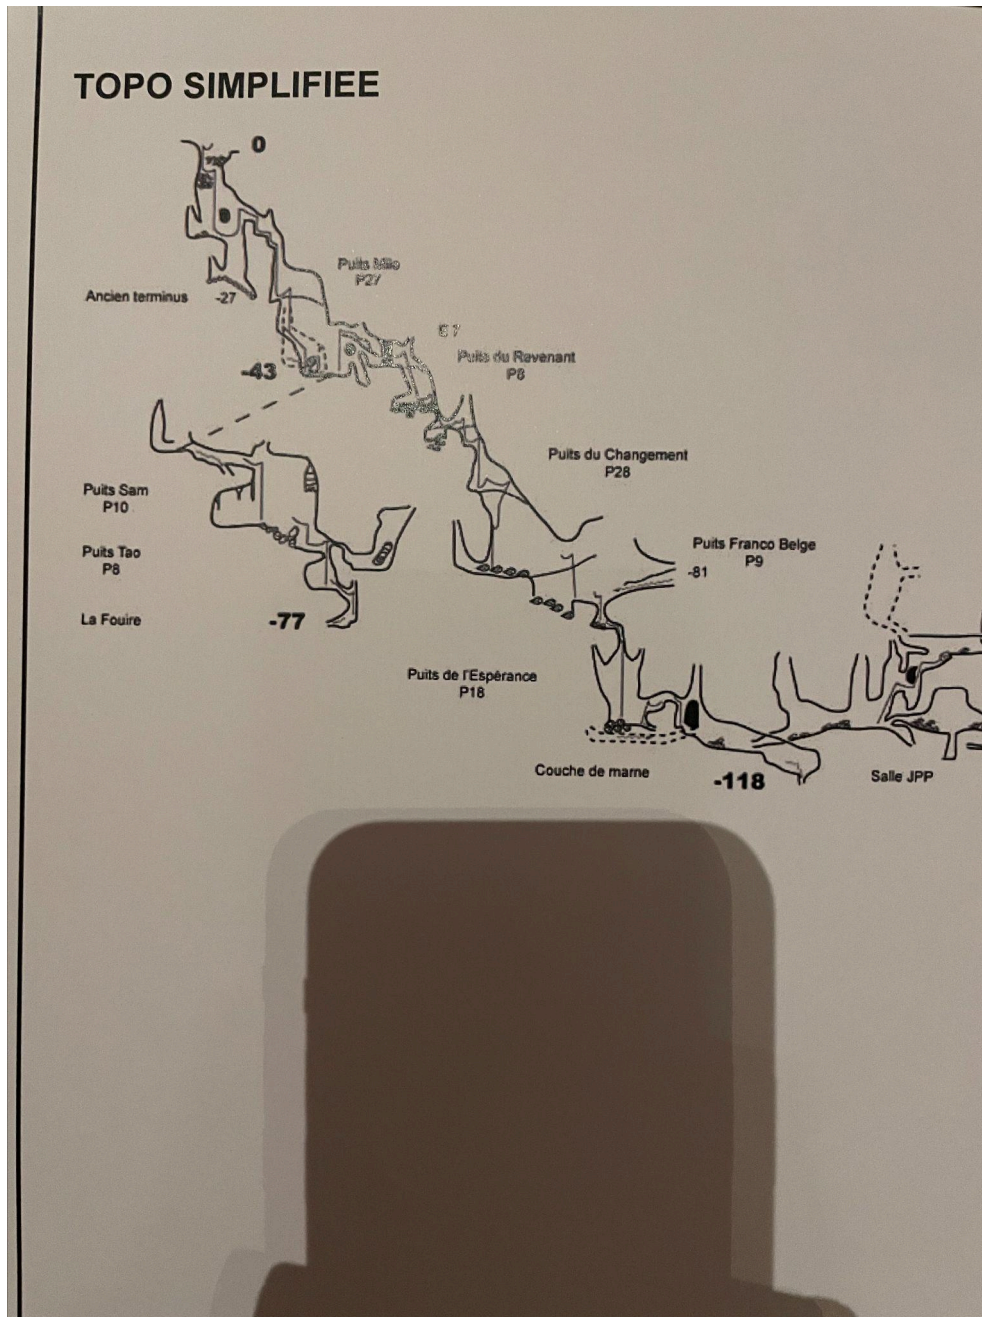 TOPO SIMPLIFIEE
0
Puits Milo
P27
Ancien terminus
-27
E7
Puits du Revenant
P8
-43
Puits du Changement
P28
Puits Sam
P10
Puits Franco Belge
P9
-81
Puits Tao
P8
La Fouire
-77
Puits de l'Espérance
P18
Couche de marne
-118
Salle JPP